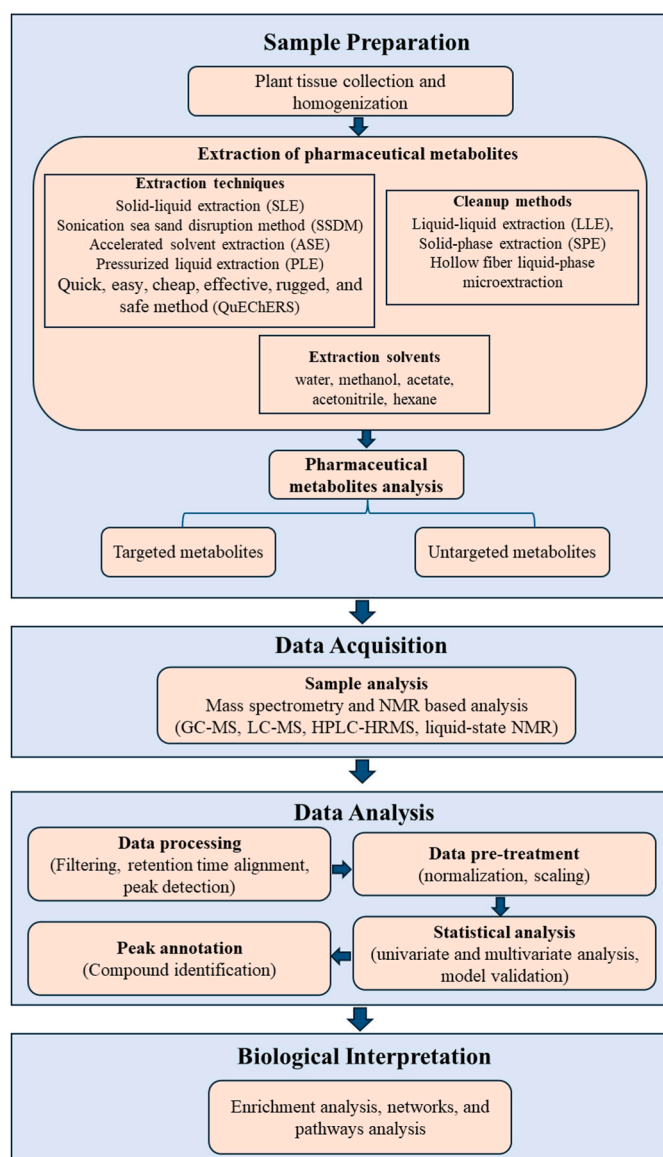 Sample Preparation
Plant tissue collection and
homogenization
Extraction of pharmaceutical metabolites
Extraction techniques
Solid-liquid extraction (SLE)
Sonication sea sand disruption method (SSDM)
Accelerated solvent extraction (ASE)
Pressurized liquid extraction (PLE)
Quick, easy, cheap, effective, rugged, and
safe method (QuEChERS)
Cleanup methods
Liquid-liquid extraction (LLE),
Solid-phase extraction (SPE)
Hollow fiber liquid-phase
microextraction
Extraction solvents
water, methanol, acetate,
acetonitrile, hexane
Pharmaceutical
metabolites analysis
Targeted metabolites
Untargeted metabolites
Data Acquisition
Sample analysis
Mass spectrometry and NMR based analysis
(GC-MS, LC-MS, HPLC-HRMS, liquid-state NMR)
Data Analysis
Data processing
(Filtering, retention time alignment,
peak detection)
Data pre-treatment
(normalization, scaling)
Statistical analysis
(univariate and multivariate analysis,
model validation)
Peak annotation
(Compound identification)
Biological Interpretation
Enrichment analysis, networks, and
pathways analysis